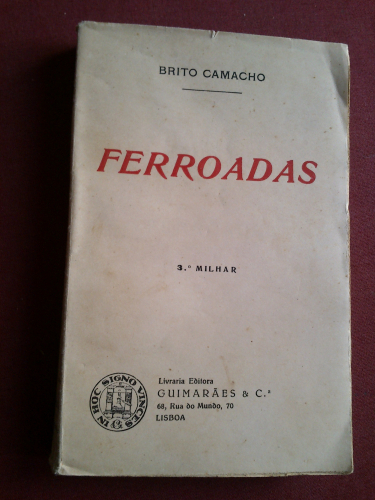 BRITO CAMACHO
FERROADAS
3.º MILHAR
IN HOC SIGNO VINCES
Livraria Editora
GUIMARÃES & C.ª
68, Rua do Mundo, 70
LISBOA